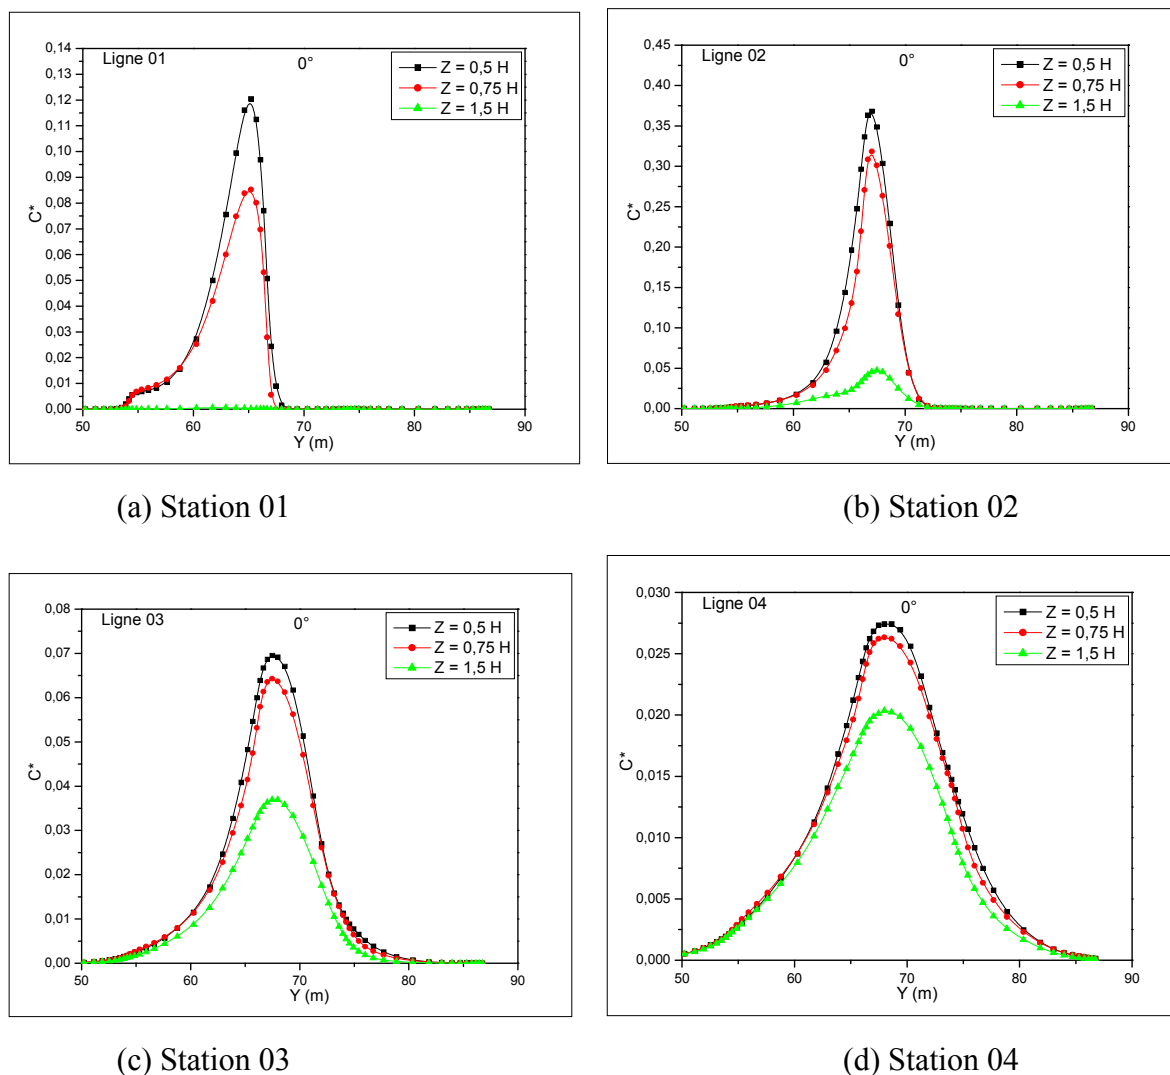 Ligne 01
0°
Z = 0,5 H
Z = 0,75 H
Z = 1,5 H
0,14
0,13
0,12
0,11
0,10
0,09
0,08
0,07
0,06
0,05
0,04
0,03
0,02
0,01
0,00
C*
50 60 70 80 90
Y (m)
(a) Station 01
Ligne 02
0°
Z = 0,5 H
Z = 0,75 H
Z = 1,5 H
0,45
0,40
0,35
0,30
0,25
0,20
0,15
0,10
0,05
0,00
C*
50 60 70 80 90
Y (m)
(b) Station 02
Ligne 03
0°
Z = 0,5 H
Z = 0,75 H
Z = 1,5 H
0,08
0,07
0,06
0,05
0,04
0,03
0,02
0,01
0,00
C*
50 60 70 80 90
Y (m)
(c) Station 03
Ligne 04
0°
Z = 0,5 H
Z = 0,75 H
Z = 1,5 H
0,030
0,025
0,020
0,015
0,010
0,005
0,000
C*
50 60 70 80 90
Y (m)
(d) Station 04